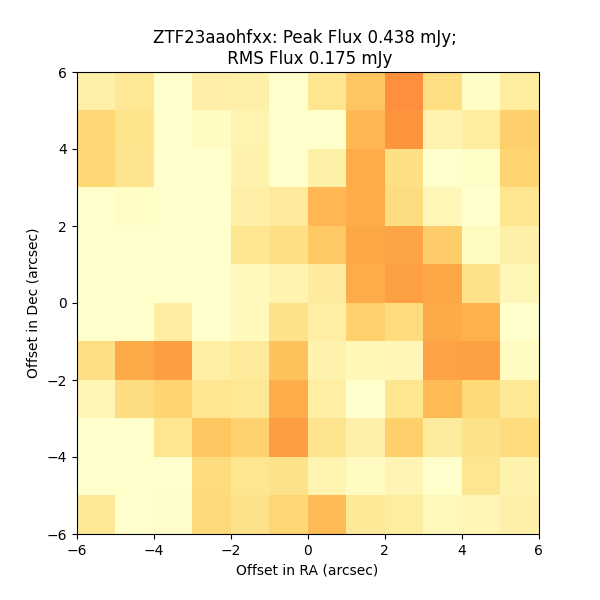 ZTF23aaohfxx: Peak Flux 0.438 mJy;
RMS Flux 0.175 mJy
6
4
2
0
−2
−4
−6
Offset in Dec (arcsec)
−6 −4 −2 0 2 4 6
Offset in RA (arcsec)